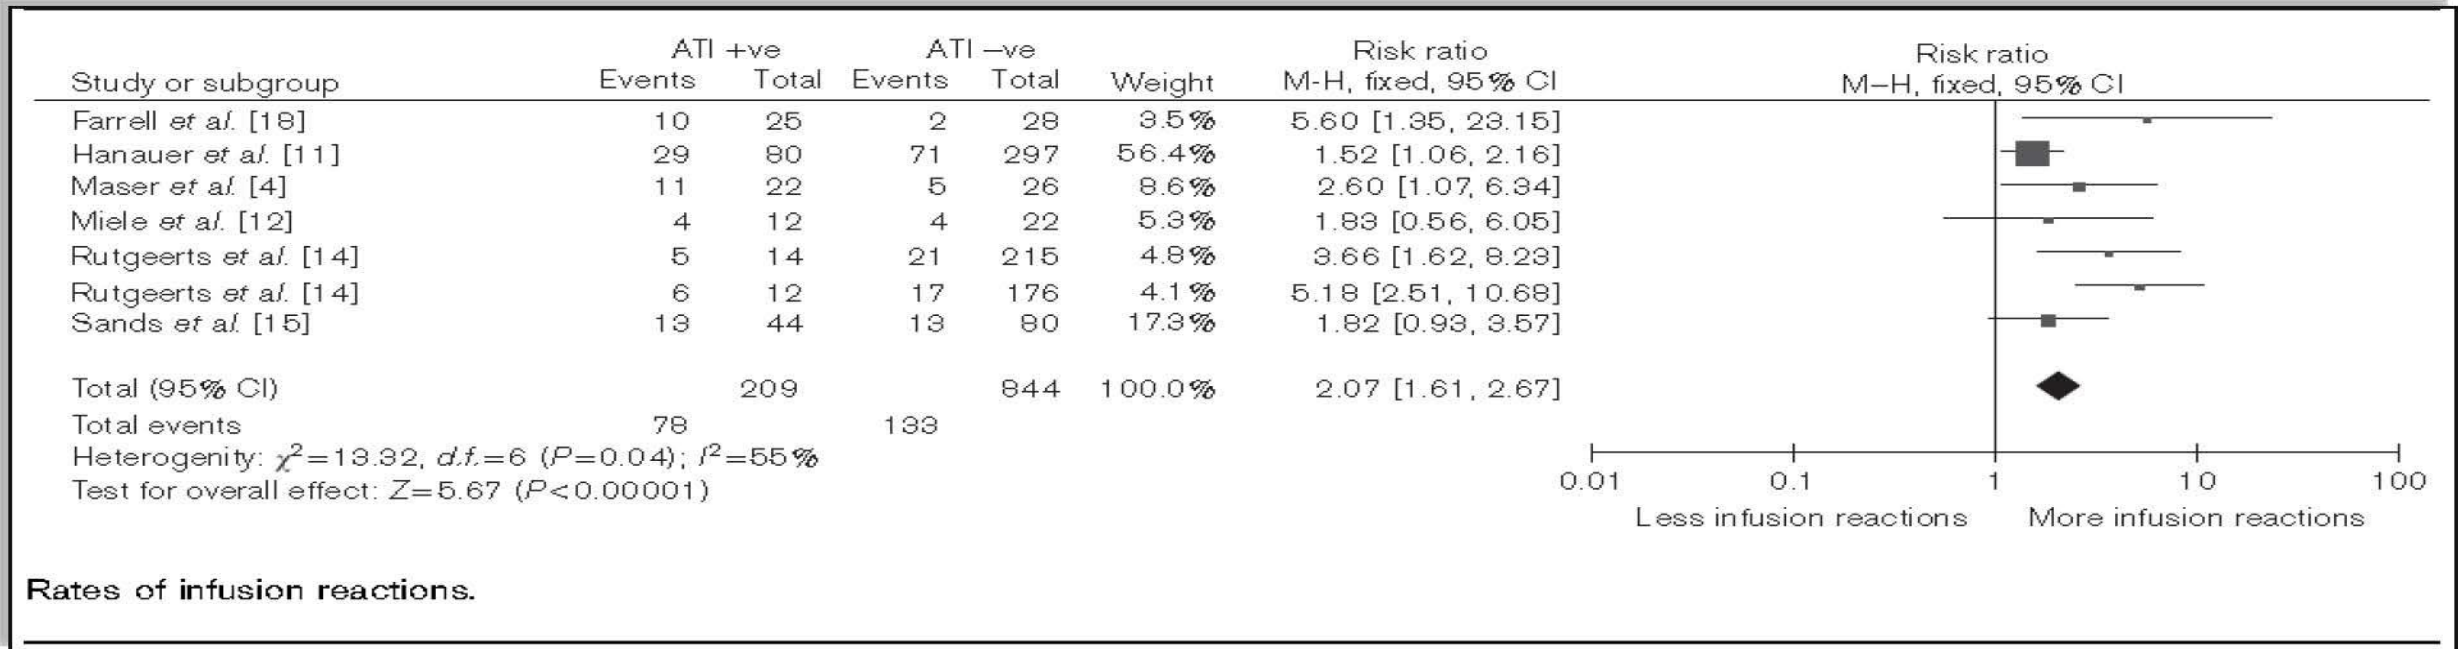 ATI +ve ATI –ve Risk ratio Risk ratio
Study or subgroup Events Total Events Total Weight M-H, fixed, 95% CI M–H, fixed, 95% CI
Farrell et al. [18] 10 25 2 28 3.5% 5.60 [1.35, 23.15]
Hanauer et al. [11] 29 80 71 297 56.4% 1.52 [1.06, 2.16]
Maser et al. [4] 11 22 5 26 8.6% 2.60 [1.07, 6.34]
Miele et al. [12] 4 12 4 22 5.3% 1.83 [0.56, 6.05]
Rutgeerts et al. [14] 5 14 21 215 4.8% 3.66 [1.62, 8.23]
Rutgeerts et al. [14] 6 12 17 176 4.1% 5.18 [2.51, 10.68]
Sands et al. [15] 13 44 13 80 17.3% 1.82 [0.93, 3.57]
Total (95% CI) 209 844 100.0% 2.07 [1.61, 2.67]
Total events 78 133
Heterogenity: χ²=13.32, d.f.=6 (P=0.04); I²=55%
Test for overall effect: Z=5.67 (P<0.00001)
0.01 0.1 1 10 100
Less infusion reactions More infusion reactions
Rates of infusion reactions.